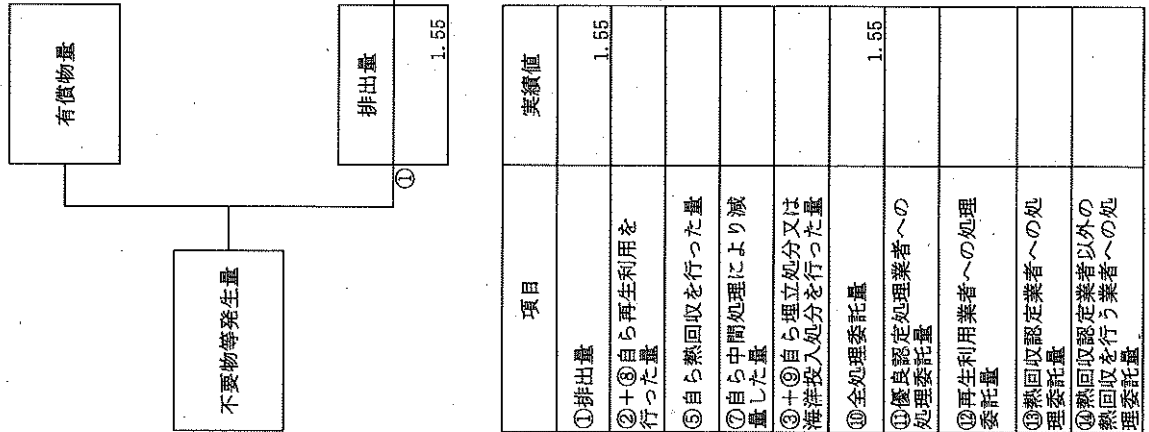 有償物量
不要物等発生量
①
排出量
1.55
項目
実績値
①排出量
1.55
②+⑧自ら再生利用を
行った量
⑤自ら熱回収を行った量
⑦自ら中間処理により減
量した量
③+⑨自ら埋立処分又は
海洋投入処分を行った量
⑩全処理委託量
1.55
⑪優良認定処理業者への
処理委託量
⑫再生利用業者への処理
委託量
⑬熱回収認定業者への処
理委託量
⑭熱回収認定業者以外の
熱回収を行う業者への処
理委託量